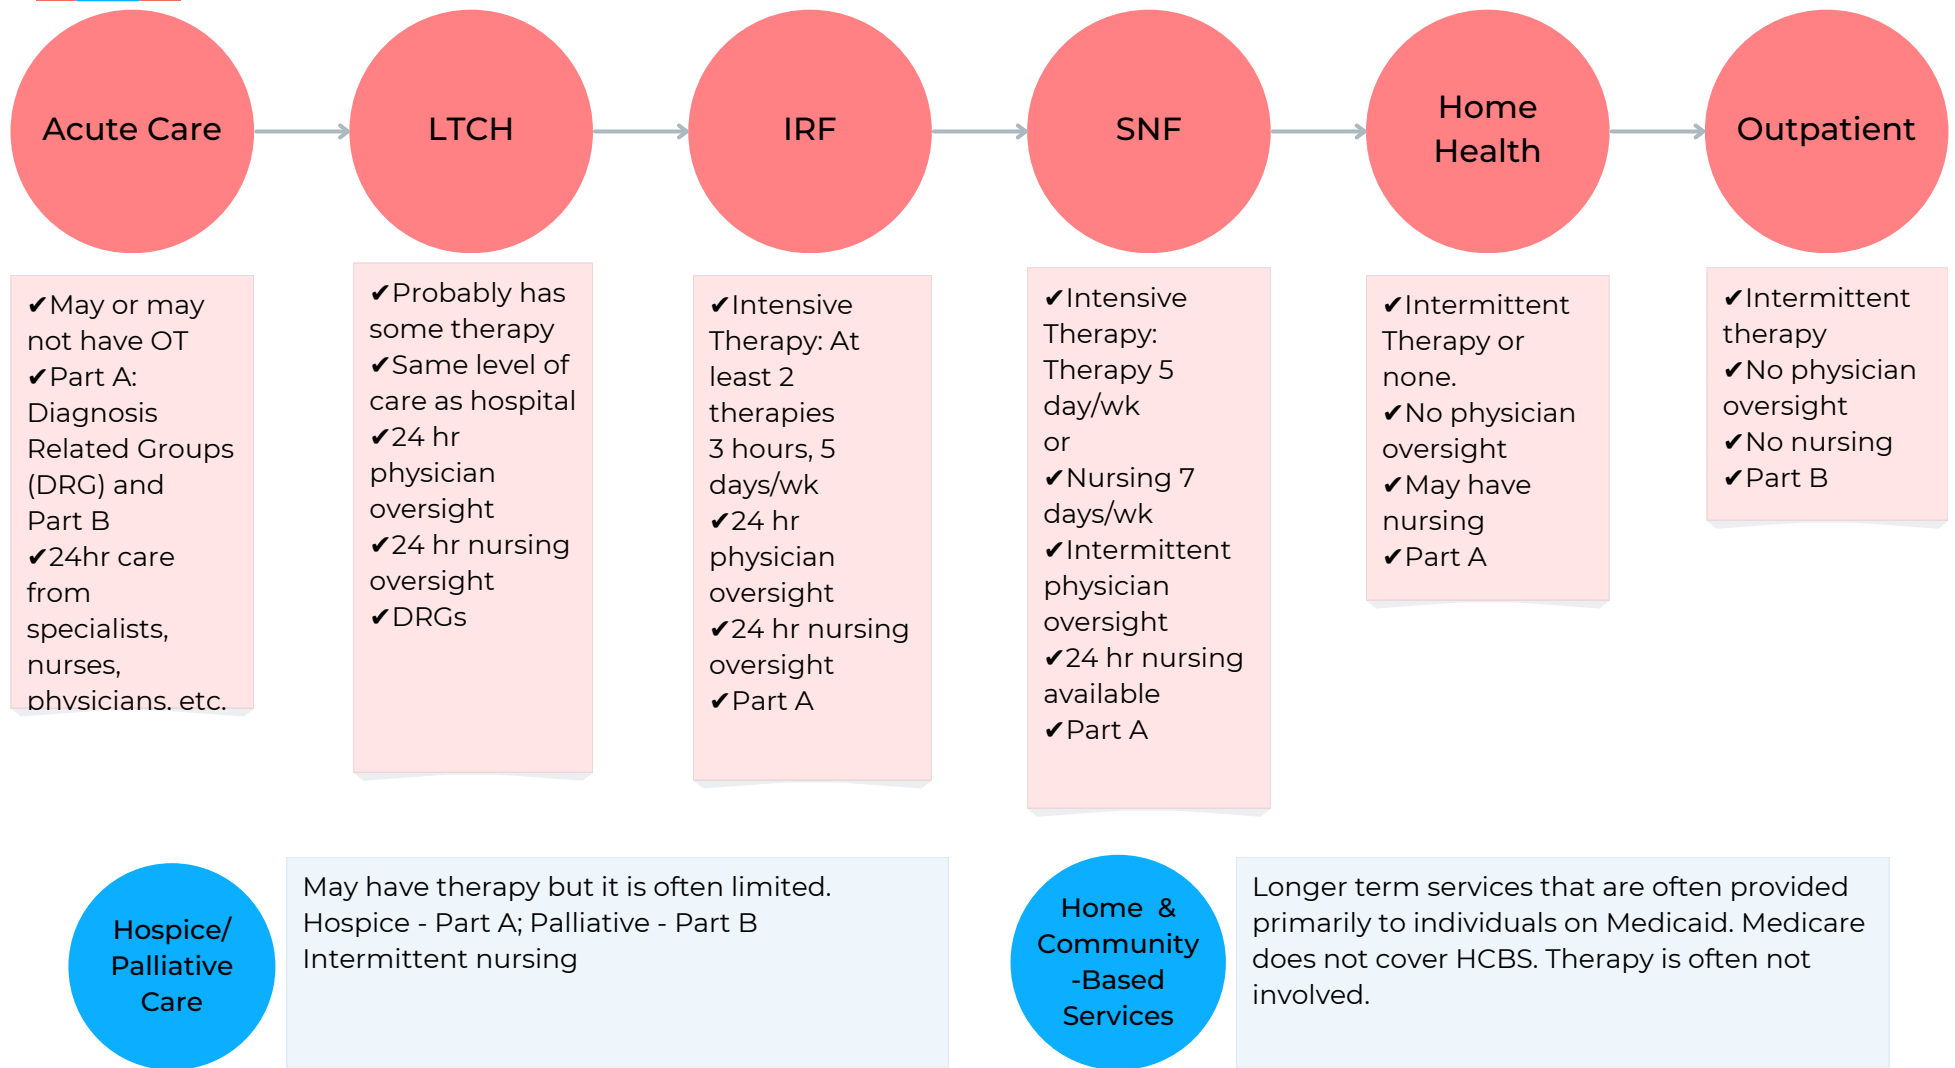 Acute Care
LTCH
IRF
SNF
Home
Health
Outpatient
✔May or may
not have OT
✔Part A:
Diagnosis
Related Groups
(DRG) and
Part B
✔24hr care
from
specialists,
nurses,
physicians, etc.
✔Probably has
some therapy
✔Same level of
care as hospital
✔24 hr
physician
oversight
✔24 hr nursing
oversight
✔DRGs
✔Intensive
Therapy: At
least 2
therapies
3 hours, 5
days/wk
✔24 hr
physician
oversight
✔24 hr nursing
oversight
✔Part A
✔Intensive
Therapy:
Therapy 5
day/wk
or
✔Nursing 7
days/wk
✔Intermittent
physician
oversight
✔24 hr nursing
available
✔Part A
✔Intermittent
Therapy or
none.
✔No physician
oversight
✔May have
nursing
✔Part A
✔Intermittent
therapy
✔No physician
oversight
✔No nursing
✔Part B
Hospice/
Palliative
Care
May have therapy but it is often limited.
Hospice - Part A; Palliative - Part B
Intermittent nursing
Home &
Community
-Based
Services
Longer term services that are often provided
primarily to individuals on Medicaid. Medicare
does not cover HCBS. Therapy is often not
involved.